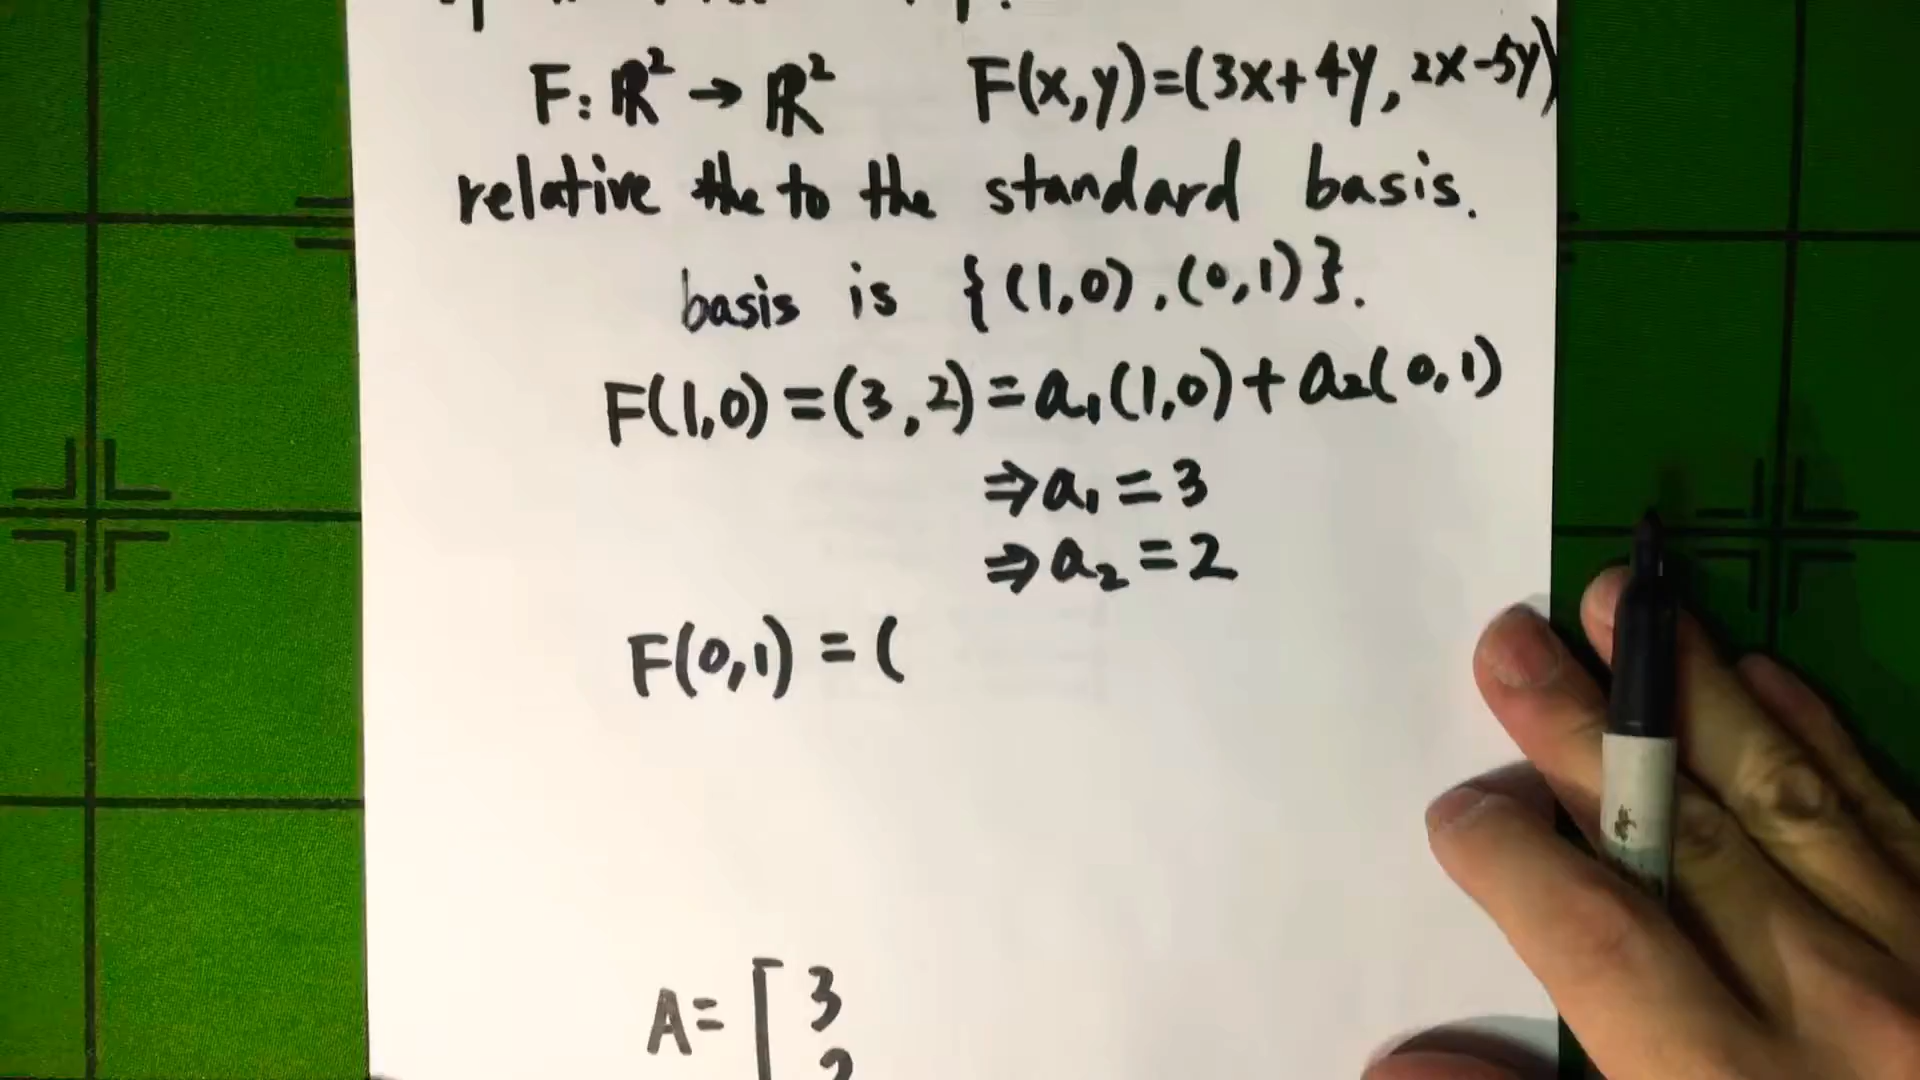 F: ℝ² → ℝ² F(x,y)=(3x+4y, 2x-5y)
relative the to the standard basis.
basis is {(1,0),(0,1)}.
F(1,0)=(3,2)=a₁(1,0)+a₂(0,1)
⇒a₁=3
⇒a₂=2
F(0,1)=(
A=[3
2